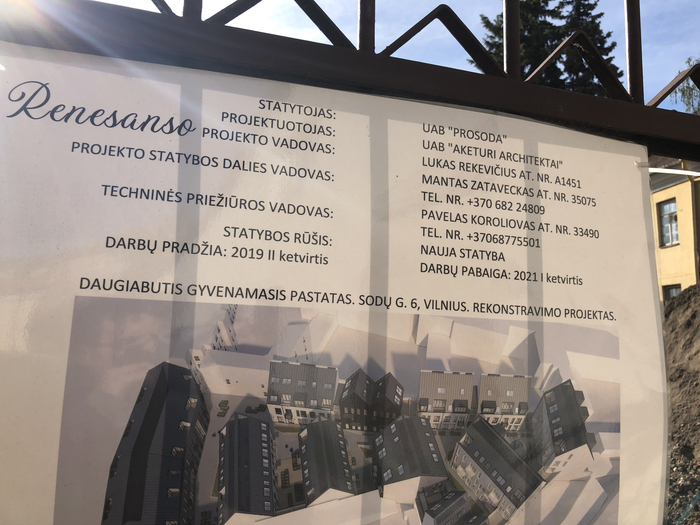 Renesanso
STATYTOJAS: UAB "PROSODA"
PROJEKTUOTOJAS: UAB "AKETURI ARCHITEKTAI"
PROJEKTO VADOVAS: LUKAS REKEVIČIUS AT. NR. A1451
PROJEKTO STATYBOS DALIES VADOVAS: MANTAS ZATAVECKAS AT. NR. 35075
TEL. NR. +370 682 24809
TECHNINĖS PRIEŽIŪROS VADOVAS: PAVELAS KOROLIOVAS AT. NR. 33490
TEL. NR. +37068775501
STATYBOS RŪŠIS: NAUJA STATYBA
DARBŲ PRADŽIA: 2019 II ketvirtis DARBŲ PABAIGA: 2021 I ketvirtis
DAUGIABUTIS GYVENAMASIS PASTATAS. SODŲ G. 6, VILNIUS. REKONSTRAVIMO PROJEKTAS.